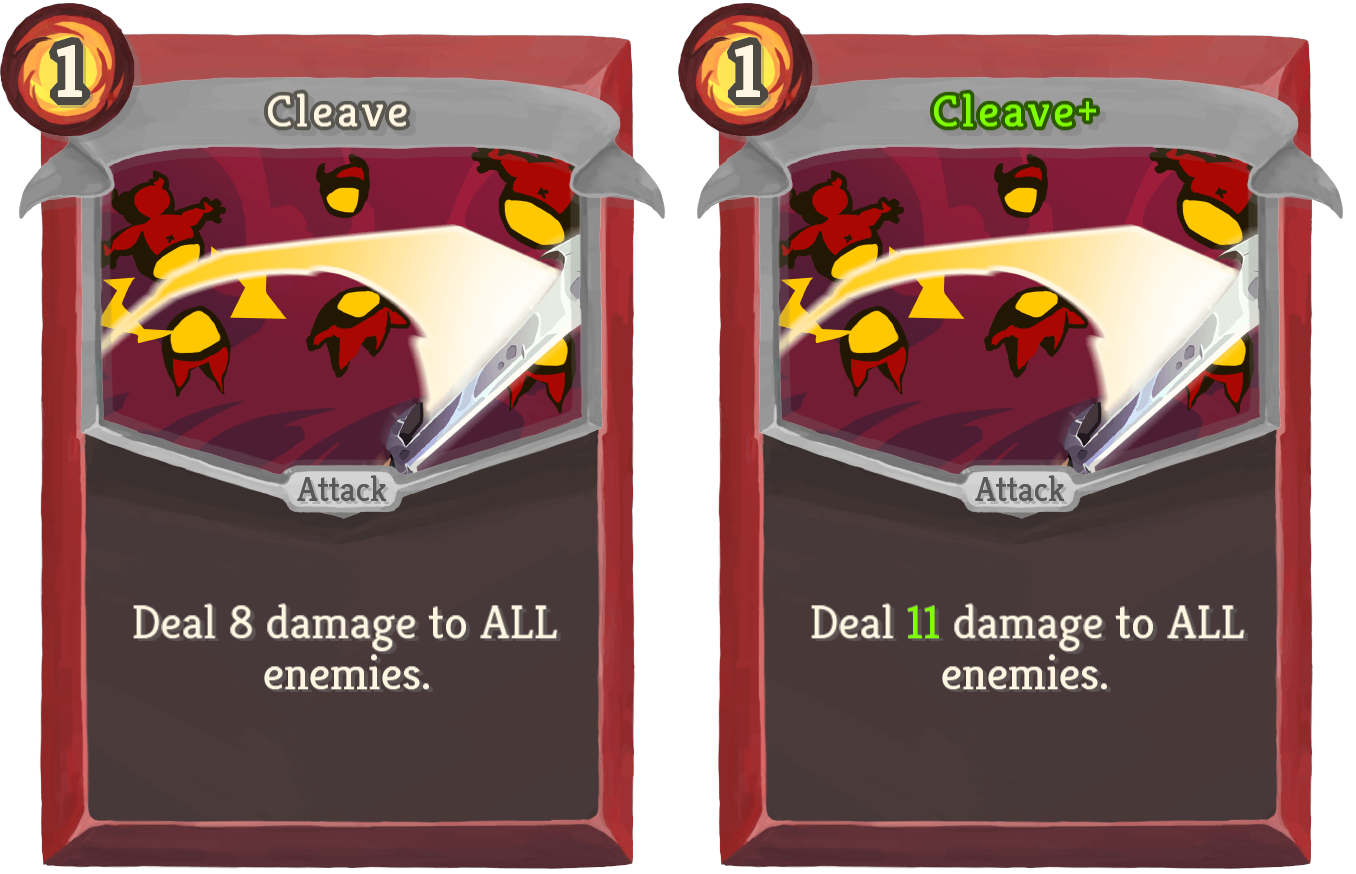 1
Cleave
Attack
Deal 8 damage to ALL
enemies.
1
Cleave+
Attack
Deal 11 damage to ALL
enemies.